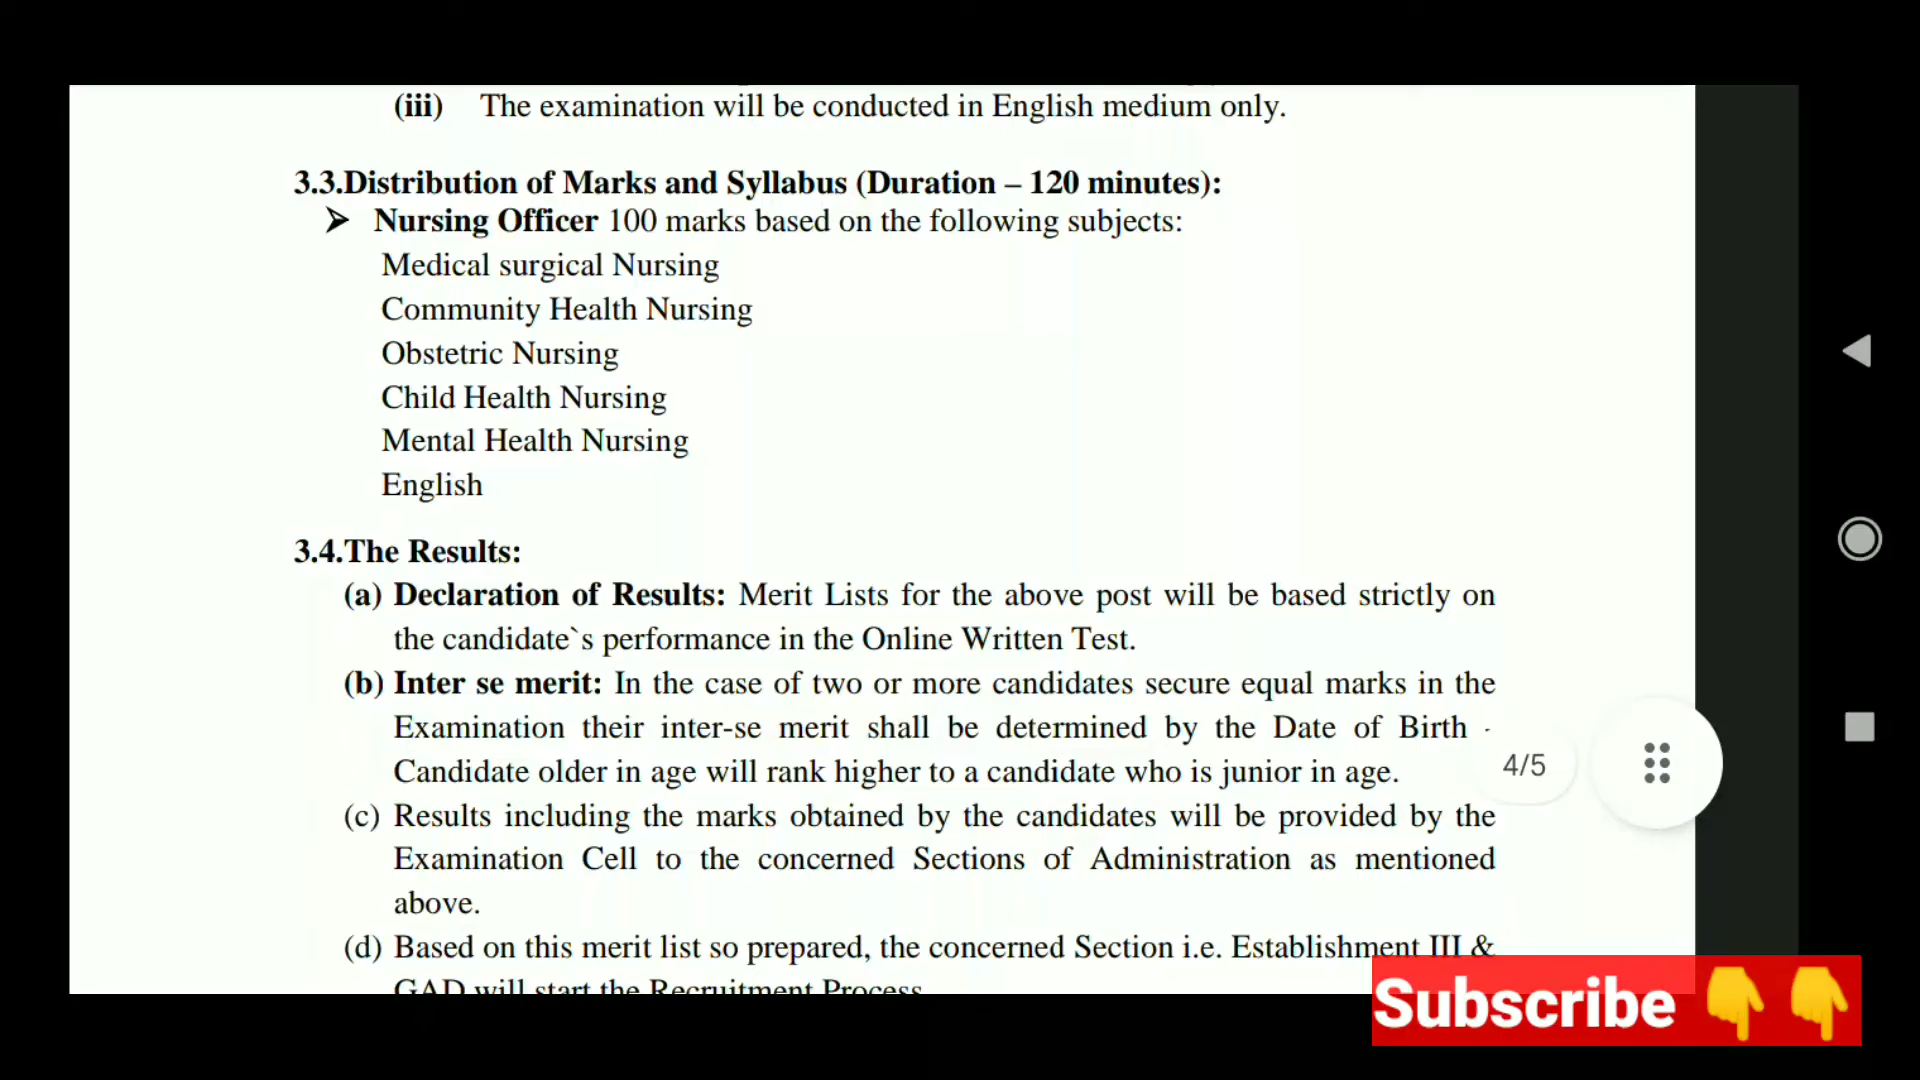 (iii) The examination will be conducted in English medium only.
3.3.Distribution of Marks and Syllabus (Duration – 120 minutes):
➢ Nursing Officer 100 marks based on the following subjects:
Medical surgical Nursing
Community Health Nursing
Obstetric Nursing
Child Health Nursing
Mental Health Nursing
English
3.4.The Results:
(a) Declaration of Results: Merit Lists for the above post will be based strictly on
the candidate`s performance in the Online Written Test.
(b) Inter se merit: In the case of two or more candidates secure equal marks in the
Examination their inter-se merit shall be determined by the Date of Birth -
Candidate older in age will rank higher to a candidate who is junior in age.
4/5
(c) Results including the marks obtained by the candidates will be provided by the
Examination Cell to the concerned Sections of Administration as mentioned
above.
(d) Based on this merit list so prepared, the concerned Section i.e. Establishment III &
GAD will start the Recruitment Process
Subscribe 👇👇